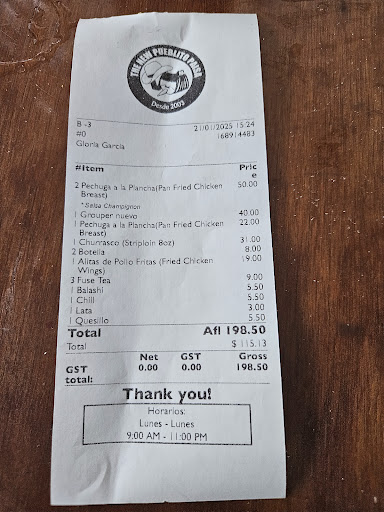 THE NEW PUEBLITO PAISA
Desde 2003
B -3 21/01/2025 15:24
#0 168914483
Gloria Garcia
#Item Price
2 Pechuga a la Plancha(Pan Fried Chicken Breast) 50.00
*Salsa Champignon
1 Grouper nuevo 40.00
1 Pechuga a la Plancha(Pan Fried Chicken Breast) 22.00
1 Churrasco (Striploin 8oz) 31.00
2 Botella 8.00
1 Alitas de Pollo Fritas (Fried Chicken Wings) 19.00
3 Fuse Tea 9.00
1 Balashi 5.50
1 Chill 5.50
1 Lata 3.00
1 Quesillo 5.50
Total Afl 198.50
Total $ 115.13
Net GST Gross
GST total: 0.00 0.00 198.50
Thank you!
Horarios:
Lunes - Lunes
9:00 AM - 11:00 PM